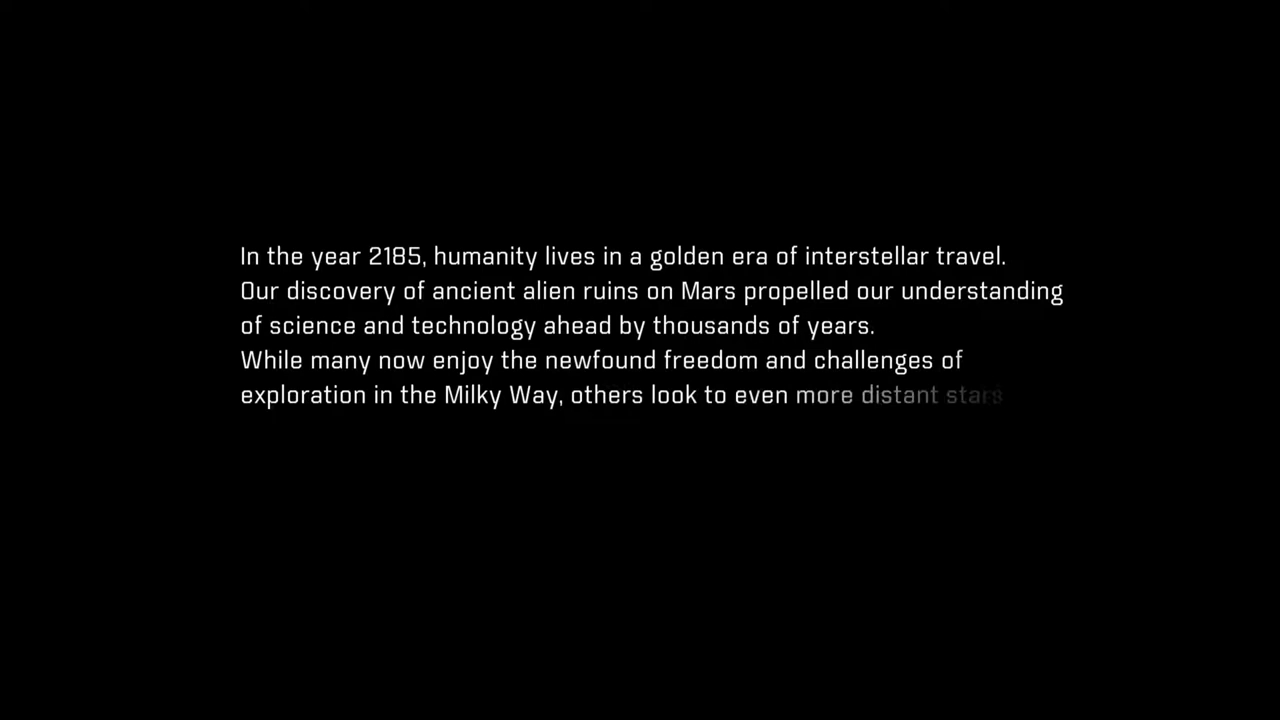 In the year 2185, humanity lives in a golden era of interstellar travel.
Our discovery of ancient alien ruins on Mars propelled our understanding
of science and technology ahead by thousands of years.
While many now enjoy the newfound freedom and challenges of
exploration in the Milky Way, others look to even more distant stars